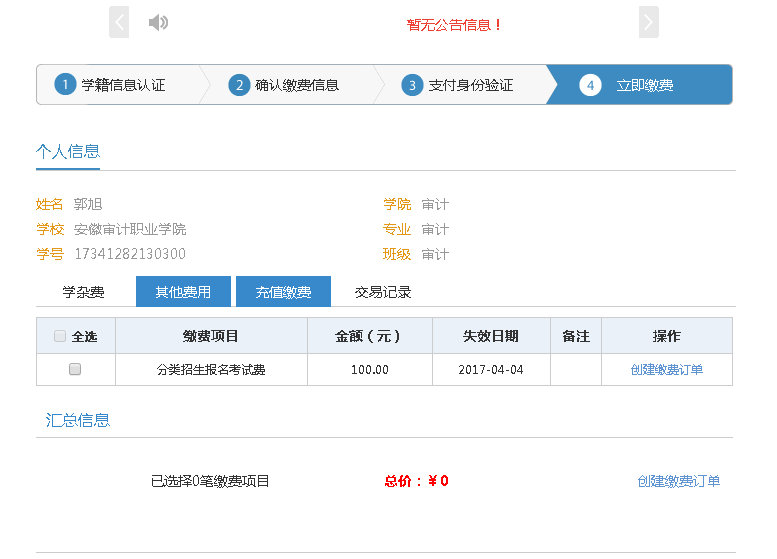 暂无公告信息！
1 学籍信息认证 2 确认缴费信息 3 支付身份验证 4 立即缴费
个人信息
姓名 郭旭 学院 审计
学校 安徽审计职业学院 专业 审计
学号 17341282130300 班级 审计
学杂费 其他费用 充值缴费 交易记录
全选 缴费项目 金额（元） 失效日期 备注 操作
分类招生报名考试费 100.00 2017-04-04 创建缴费订单
汇总信息
已选择0笔缴费项目 总价：￥0 创建缴费订单